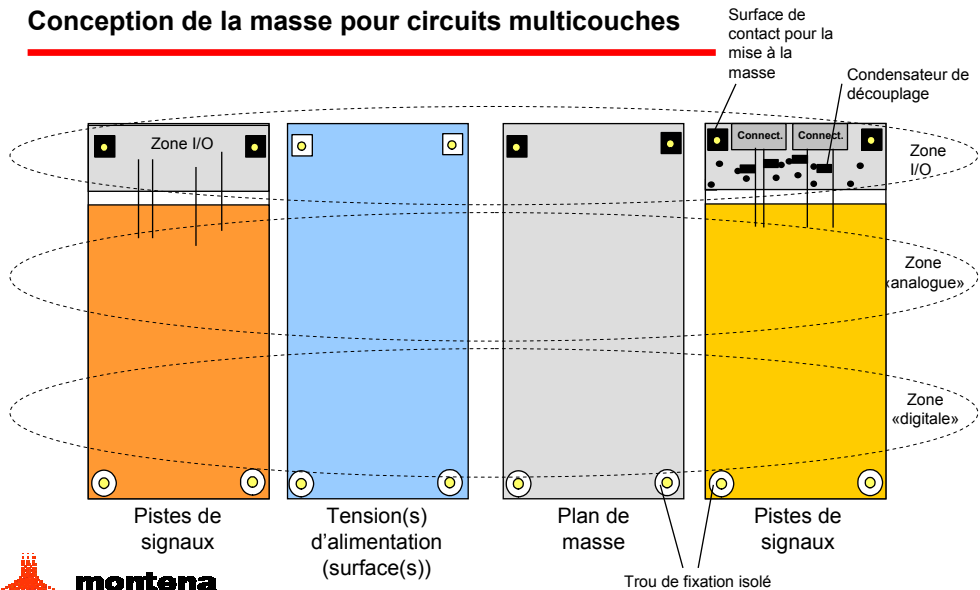 Conception de la masse pour circuits multicouches
Surface de
contact pour la
mise à la
masse
Condensateur de
découplage
Zone I/O
Connect.
Connect.
Zone
I/O
Zone
«analogue»
Zone
«digitale»
Pistes de
signaux
Tension(s)
d'alimentation
(surface(s))
Plan de
masse
Pistes de
signaux
Trou de fixation isolé
montena